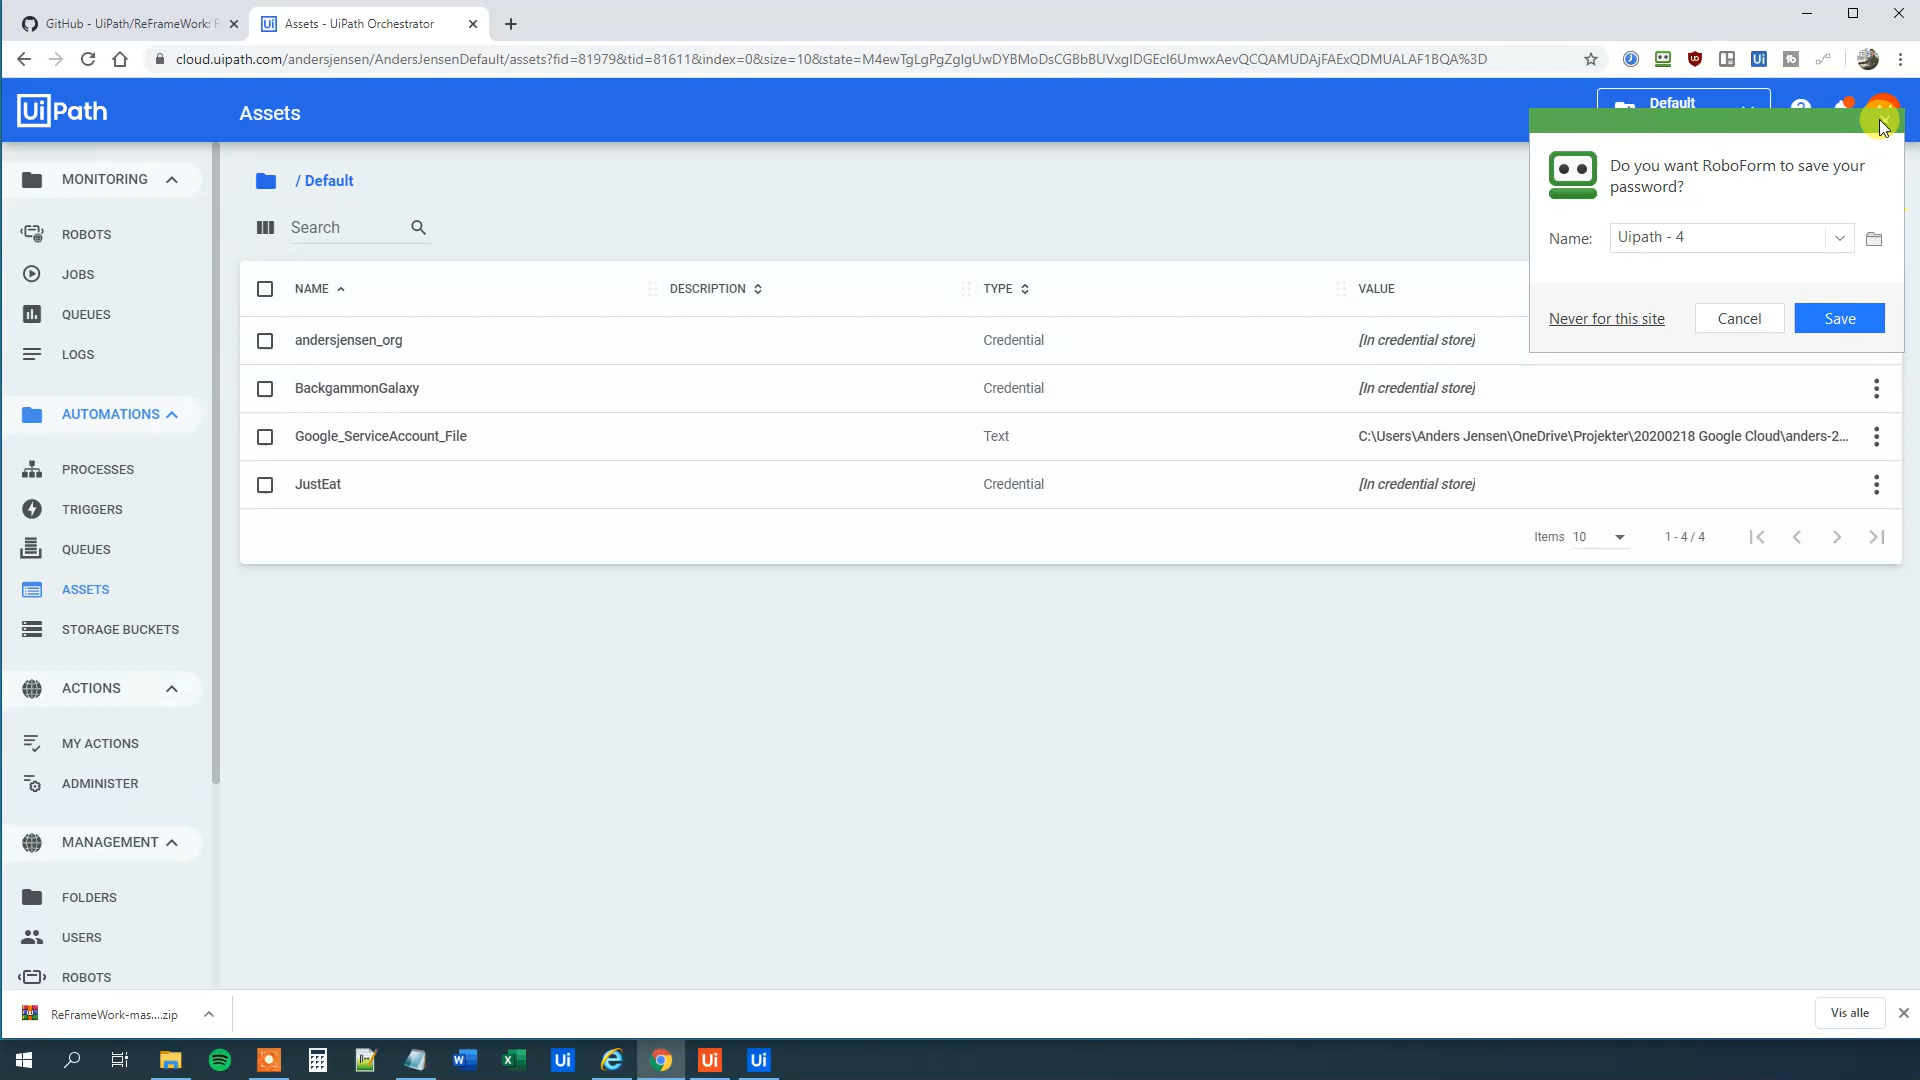 GitHub - UiPath/ReFrameWork: R
Assets - UiPath Orchestrator
cloud.uipath.com/andersjensen/AndersJensenDefault/assets?fid=81979&tid=81611&index=0&size=10&state=M4ewTgLgPgZglgUwDYBMoDsCGBbBUVxgIDGEcI6UmwxAevQCQAMUDAjFAExQDMUALAF1BQA%3D
UiPath
Assets
Default
Do you want RoboForm to save your
password?
Name:
Uipath - 4
Never for this site
Cancel
Save
MONITORING
ROBOTS
JOBS
QUEUES
LOGS
AUTOMATIONS
PROCESSES
TRIGGERS
QUEUES
ASSETS
STORAGE BUCKETS
ACTIONS
MY ACTIONS
ADMINISTER
MANAGEMENT
FOLDERS
USERS
ROBOTS
/ Default
Search
NAME
DESCRIPTION
TYPE
VALUE
andersjensen_org
Credential
[In credential store]
BackgammonGalaxy
Credential
[In credential store]
Google_ServiceAccount_File
Text
C:\Users\Anders Jensen\OneDrive\Projekter\20200218 Google Cloud\anders-2...
JustEat
Credential
[In credential store]
Items
10
1 - 4 / 4
ReFrameWork-mas....zip
Vis alle